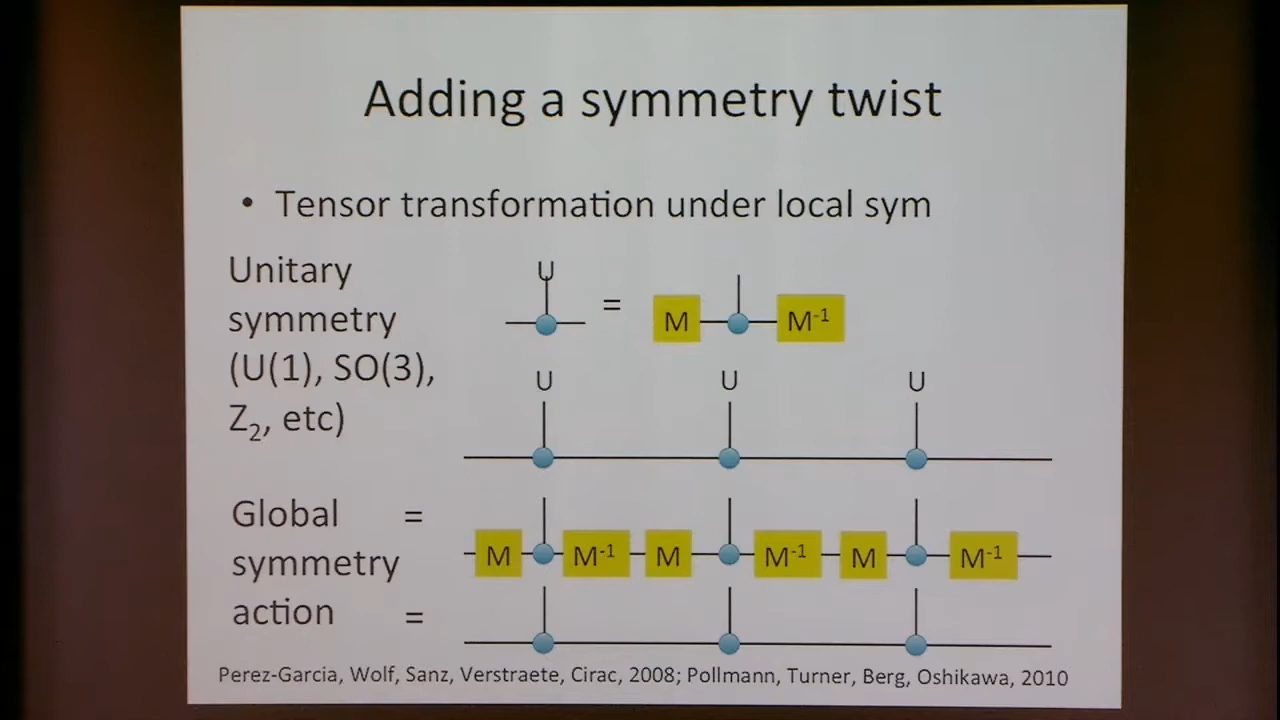 Adding a symmetry twist
• Tensor transformation under local sym
Unitary
symmetry
(U(1), SO(3),
Z₂, etc)
U
= M M⁻¹
U U U
Global =
symmetry
action =
M M⁻¹ M M⁻¹ M M⁻¹
Perez-Garcia, Wolf, Sanz, Verstraete, Cirac, 2008; Pollmann, Turner, Berg, Oshikawa, 2010